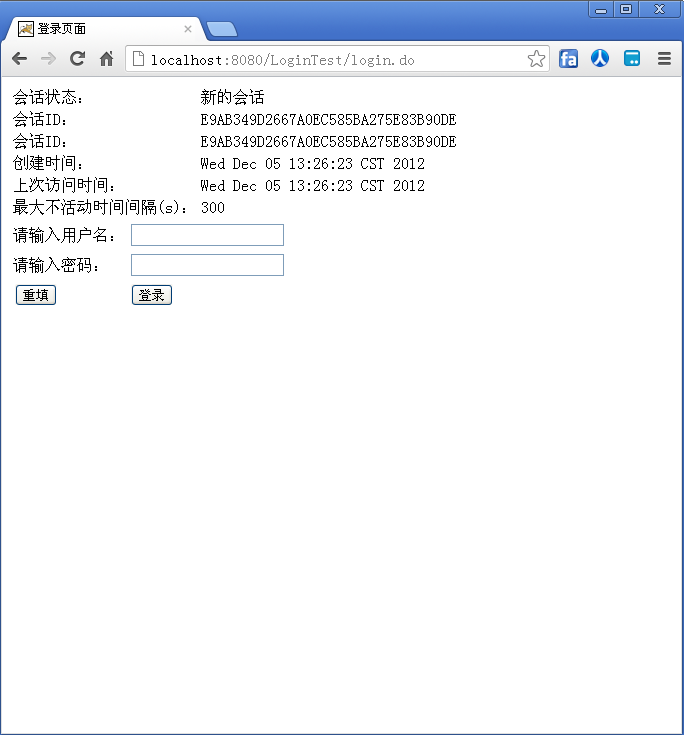 登录页面
localhost:8080/LoginTest/login.do
会话状态： 新的会话
会话ID： E9AB349D2667A0EC585BA275E83B90DE
会话ID： E9AB349D2667A0EC585BA275E83B90DE
创建时间： Wed Dec 05 13:26:23 CST 2012
上次访问时间： Wed Dec 05 13:26:23 CST 2012
最大不活动时间间隔(s)： 300
请输入用户名：
请输入密码：
重填 登录